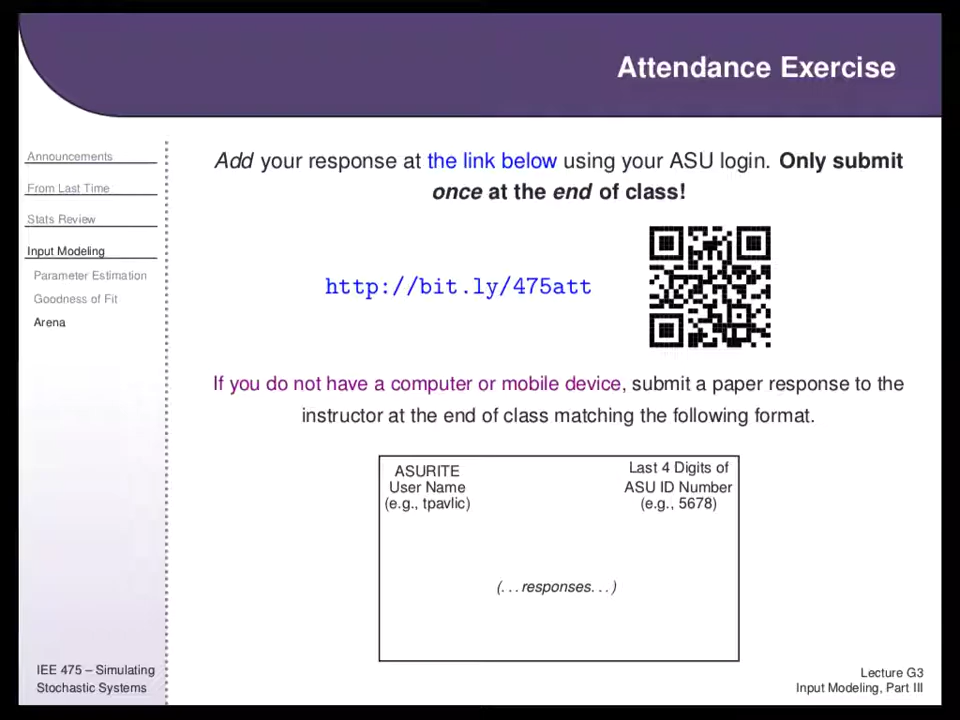 Attendance Exercise
Announcements
From Last Time
Stats Review
Input Modeling
Parameter Estimation
Goodness of Fit
Arena
Add your response at the link below using your ASU login. Only submit
once at the end of class!
http://bit.ly/475att
If you do not have a computer or mobile device, submit a paper response to the
instructor at the end of class matching the following format.
ASURITE
User Name
(e.g., tpavlic)
Last 4 Digits of
ASU ID Number
(e.g., 5678)
(. . . responses. . . )
IEE 475 – Simulating
Stochastic Systems
Lecture G3
Input Modeling, Part III